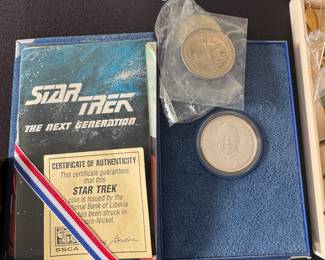 STAR
TREK
THE NEXT GENERATION
CERTIFICATE OF AUTHENTICITY
This certificate guarantees
that this
STAR TREK
coin is issued by the
National Bank of Liberia
has been struck in
-Nickel.
SSCA